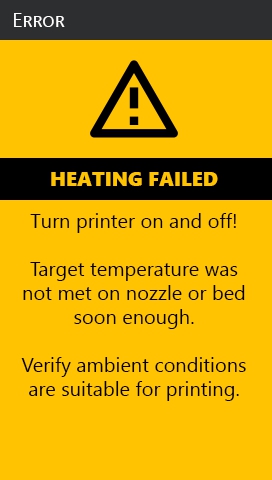 Error
HEATING FAILED
Turn printer on and off!
Target temperature was
not met on nozzle or bed
soon enough.
Verify ambient conditions
are suitable for printing.